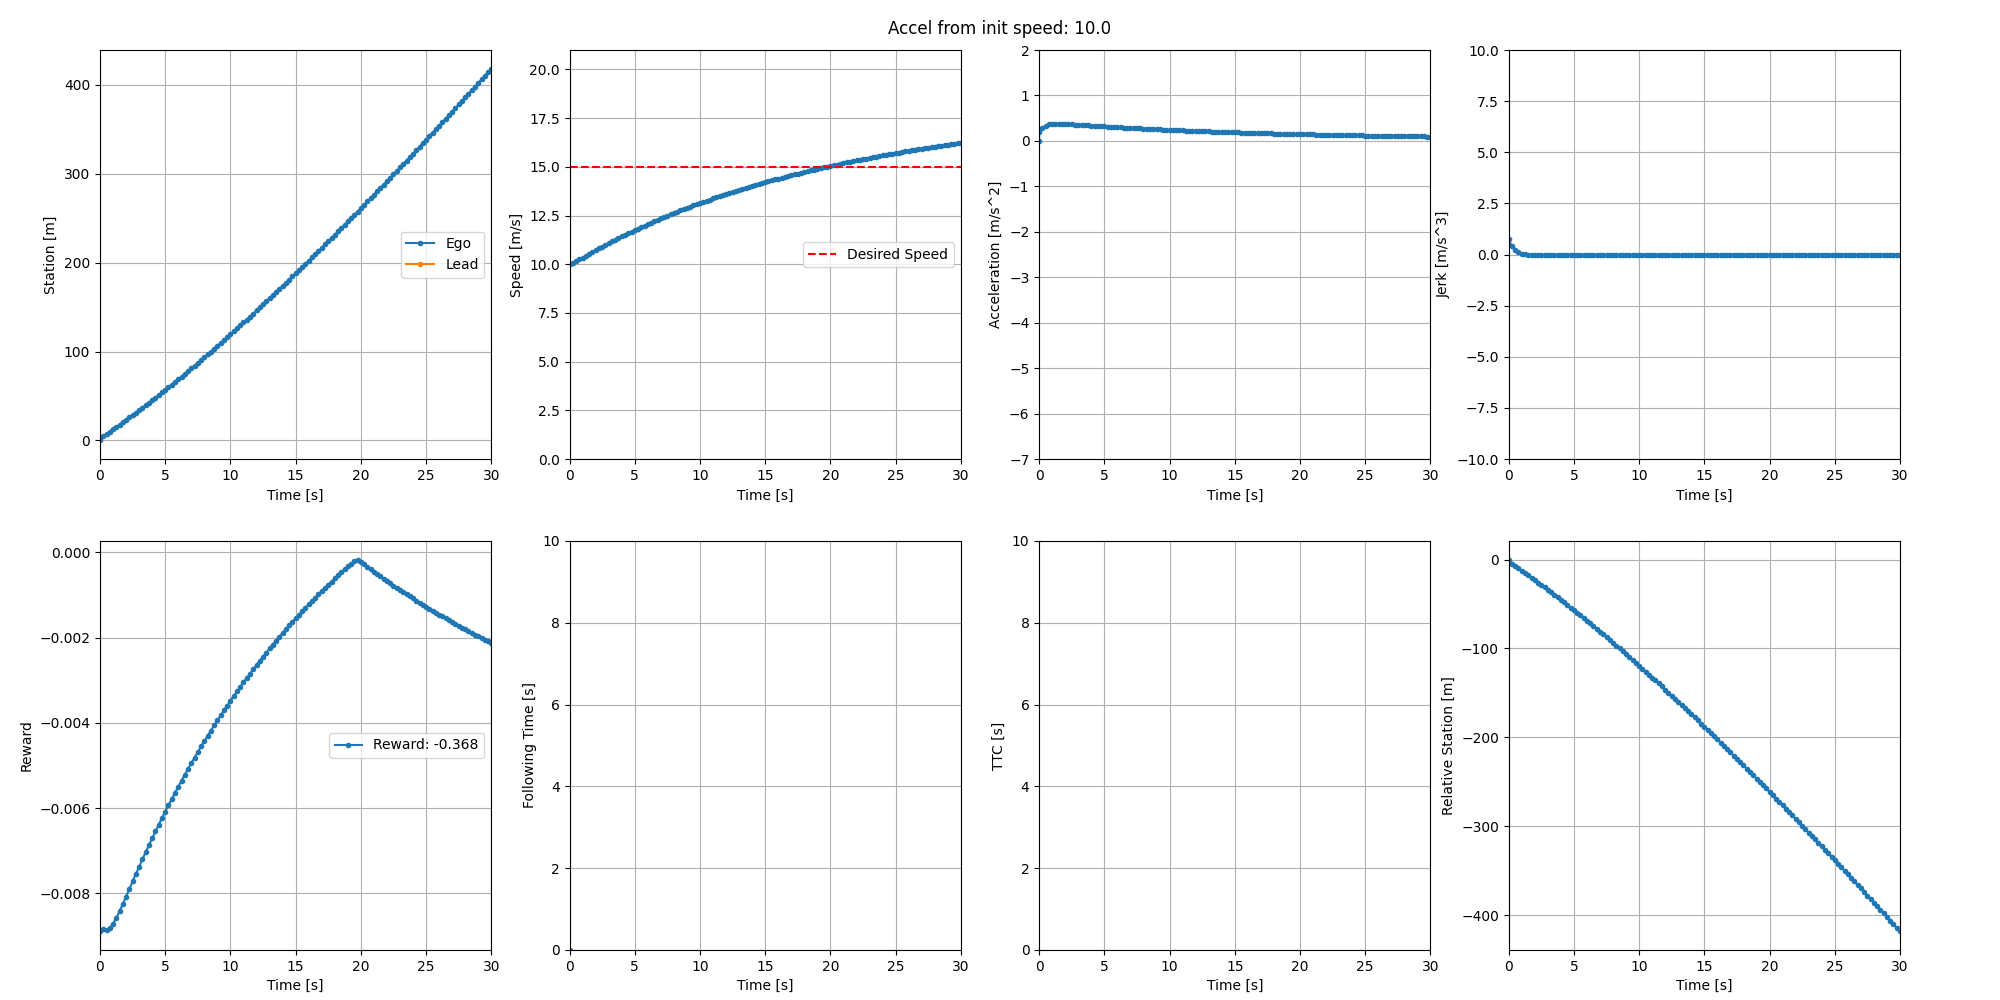 Accel from init speed: 10.0
400
300
200
100
0
Station [m]
Ego
Lead
0 5 10 15 20 25 30
Time [s]
20.0
17.5
15.0
12.5
10.0
7.5
5.0
2.5
0.0
Speed [m/s]
Desired Speed
0 5 10 15 20 25 30
Time [s]
2
1
0
−1
−2
−3
−4
−5
−6
−7
Acceleration [m/s^2]
0 5 10 15 20 25 30
Time [s]
10.0
7.5
5.0
2.5
0.0
−2.5
−5.0
−7.5
−10.0
Jerk [m/s^3]
0 5 10 15 20 25 30
Time [s]
0.000
−0.002
−0.004
−0.006
−0.008
Reward
Reward: -0.368
0 5 10 15 20 25 30
Time [s]
10
8
6
4
2
0
Following Time [s]
0 5 10 15 20 25 30
Time [s]
10
8
6
4
2
0
TTC [s]
0 5 10 15 20 25 30
Time [s]
0
−100
−200
−300
−400
Relative Station [m]
0 5 10 15 20 25 30
Time [s]